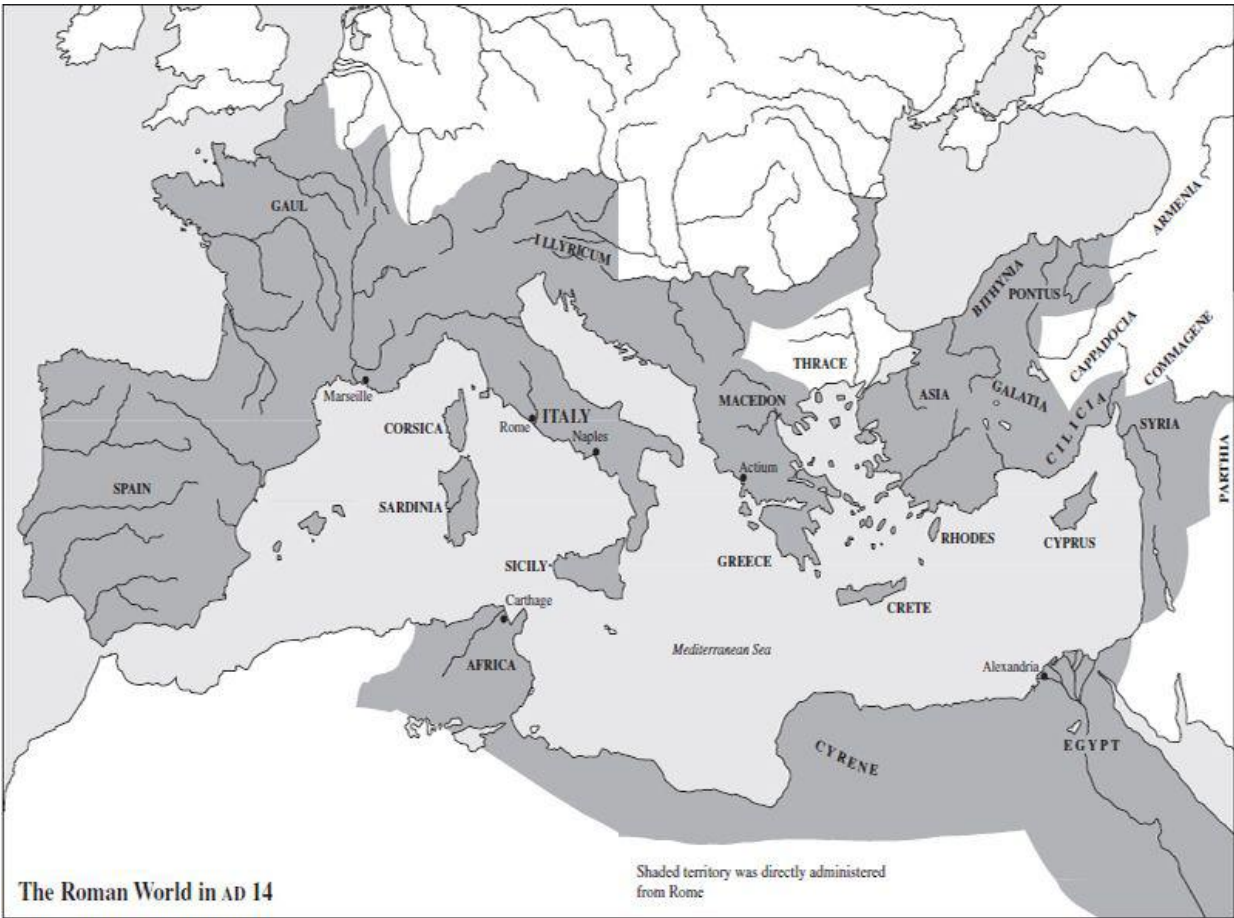 GAUL
ILLYRICUM
ARMENIA
BITHYNIA
PONTUS
CAPPADOCIA
COMMAGENE
THRACE
Marseille
CORSICA
Rome
ITALY
Naples
MACEDON
ASIA
GALATIA
CILICIA
SYRIA
PARTHIA
SPAIN
SARDINIA
Actium
SICILY
GREECE
RHODES
CYPRUS
Carthage
CRETE
AFRICA
Mediterranean Sea
Alexandria
CYRENE
EGYPT
The Roman World in AD 14
Shaded territory was directly administered
from Rome